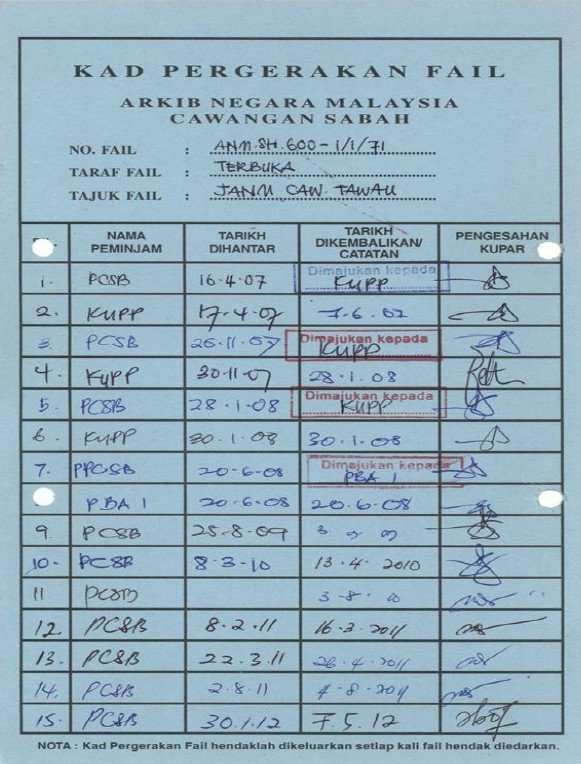 KAD PERGERAKAN FAIL
ARKIB NEGARA MALAYSIA
CAWANGAN SABAH
NO. FAIL : ANM.SH.600-1/1/71
TARAF FAIL : TERBUKA
TAJUK FAIL : JANM CAW. TAWAU
NAMA PEMINJAM TARIKH DIHANTAR TARIKH DIKEMBALIKAN/ CATATAN PENGESAHAN KUPAR
1. PCSB 16.4.07 Dimajukan kepada KUPP
2. KUPP 17.4.07 7.6.07
3. PCSB 26.11.07 Dimajukan kepada KUPP
4. KUPP 30.11.07 28.1.08
5. PCSB 28.1.08 Dimajukan kepada KUPP
6. KUPP 30.1.08 30.1.08
7. PPCSB 20-6-08 Dimajukan kepada PBA 1
PBA 1 20-6-08 20.6.08
9. PCSB 25.8.09
10. PCSB 8-3-10 13.4.2010
11 PCSB 3-8-10
12. PCSB 8.2.11 16.3.2011
13. PCSB 22.3.11 26.4.2011
14. PCSB 2.8.11 4-8-2011
15. PCSB 30.1.12 7.5.12
NOTA : Kad Pergerakan Fail hendaklah dikeluarkan setiap kali fail hendak diedarkan.